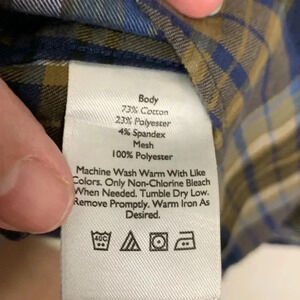 Body
73% Cotton
23% Polyester
4% Spandex
Mesh
100% Polyester
Machine Wash Warm With Like
Colors. Only Non-Chlorine Bleach
When Needed. Tumble Dry Low.
Remove Promptly. Warm Iron As
Desired.
40C